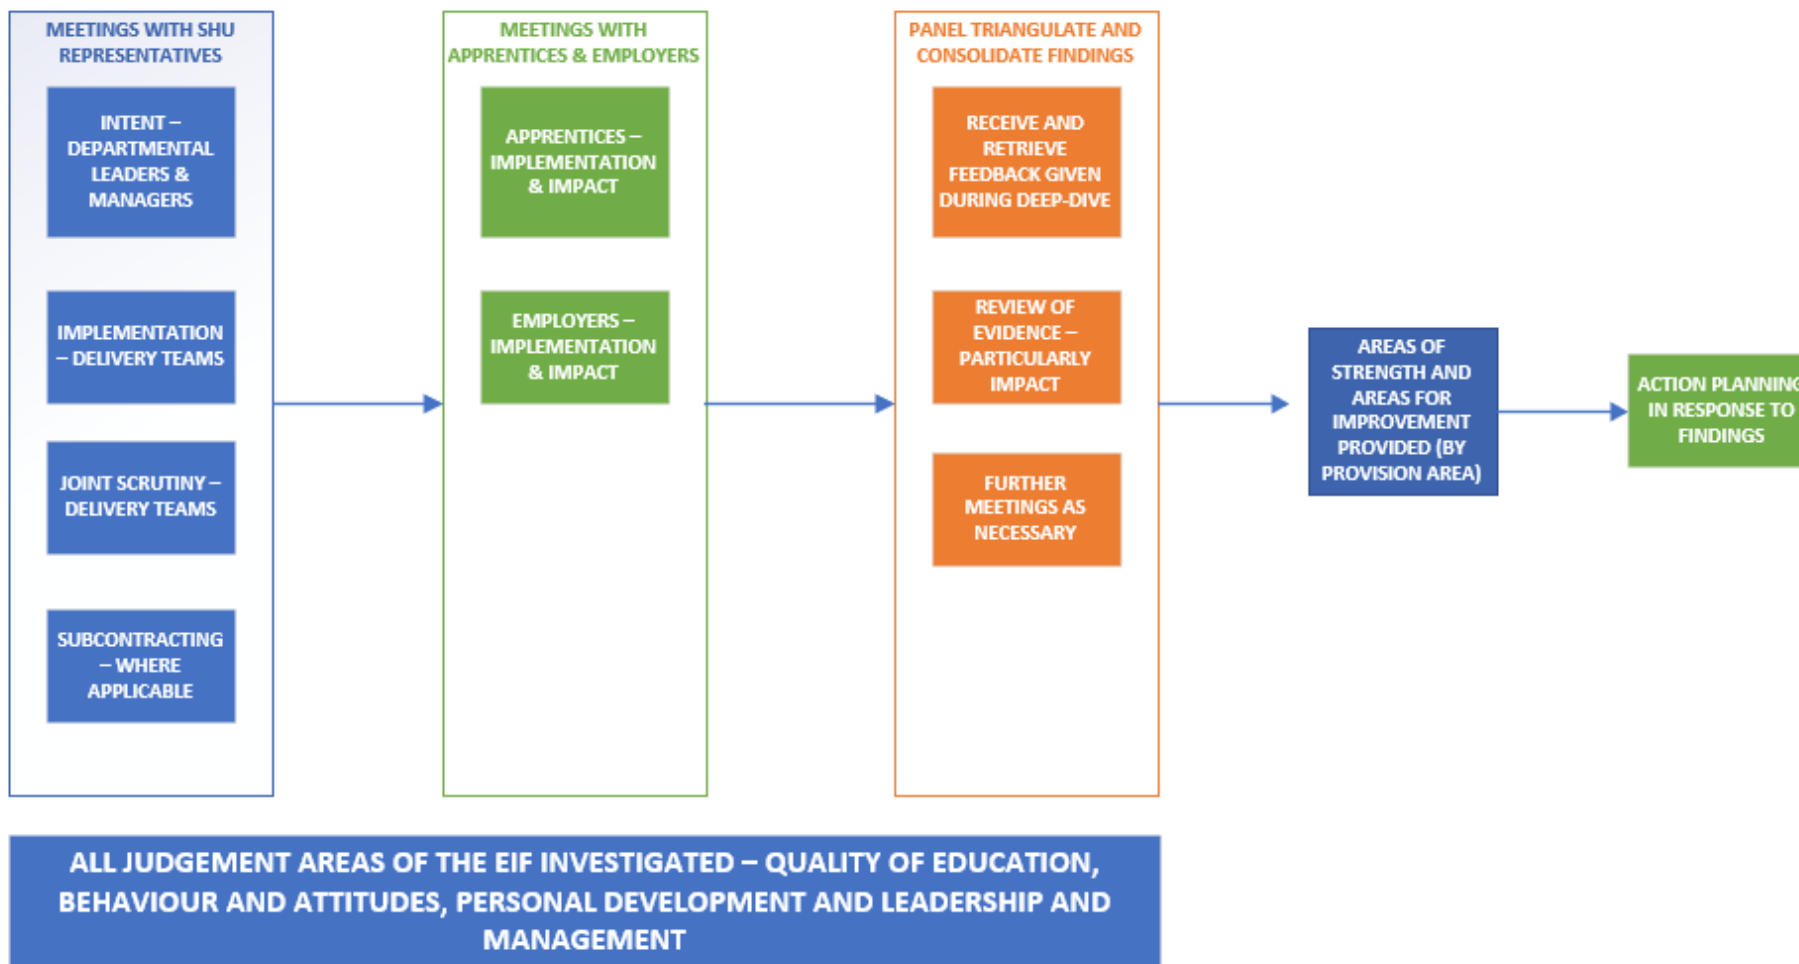 MEETINGS WITH SHU
REPRESENTATIVES
INTENT –
DEPARTMENTAL
LEADERS &
MANAGERS
IMPLEMENTATION
– DELIVERY TEAMS
JOINT SCRUTINY –
DELIVERY TEAMS
SUBCONTRACTING
– WHERE
APPLICABLE
MEETINGS WITH
APPRENTICES & EMPLOYERS
APPRENTICES –
IMPLEMENTATION
& IMPACT
EMPLOYERS –
IMPLEMENTATION
& IMPACT
PANEL TRIANGULATE AND
CONSOLIDATE FINDINGS
RECEIVE AND
RETRIEVE
FEEDBACK GIVEN
DURING DEEP-DIVE
REVIEW OF
EVIDENCE –
PARTICULARLY
IMPACT
FURTHER
MEETINGS AS
NECESSARY
AREAS OF
STRENGTH AND
AREAS FOR
IMPROVEMENT
PROVIDED (BY
PROVISION AREA)
ACTION PLANNING
IN RESPONSE TO
FINDINGS
ALL JUDGEMENT AREAS OF THE EIF INVESTIGATED – QUALITY OF EDUCATION,
BEHAVIOUR AND ATTITUDES, PERSONAL DEVELOPMENT AND LEADERSHIP AND
MANAGEMENT